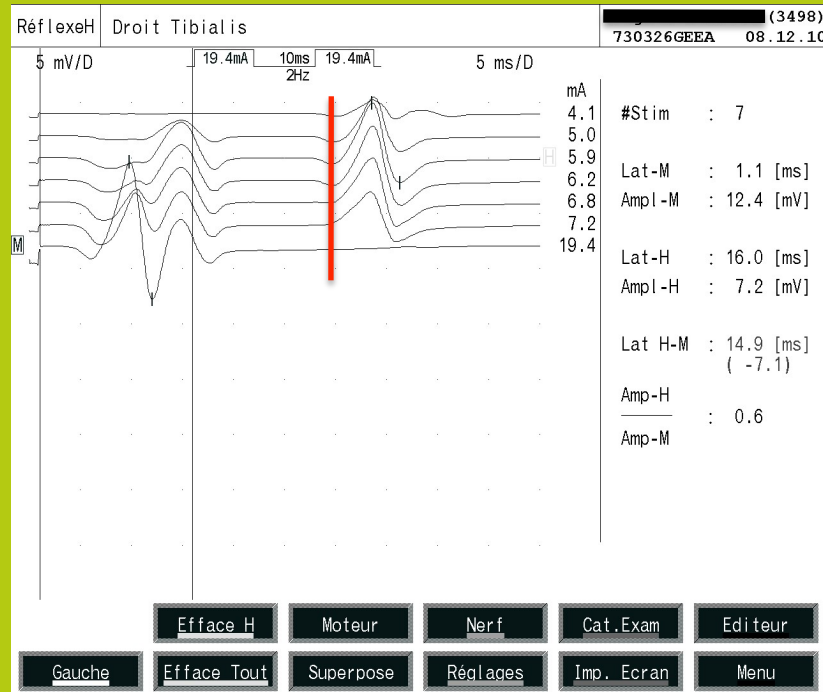 RéflexeH Droit Tibialis
(3498)
730326GEEA 08.12.10
5 mV/D 19.4mA 10ms 19.4mA 5 ms/D
2Hz
mA
4.1
5.0
H 5.9
6.2
6.8
7.2
M 19.4
#Stim : 7
Lat-M : 1.1 [ms]
Ampl-M : 12.4 [mV]
Lat-H : 16.0 [ms]
Ampl-H : 7.2 [mV]
Lat H-M : 14.9 [ms]
( -7.1)
Amp-H
: 0.6
Amp-M
Efface H Moteur Nerf Cat.Exam Editeur
Gauche Efface Tout Superpose Réglages Imp. Ecran Menu